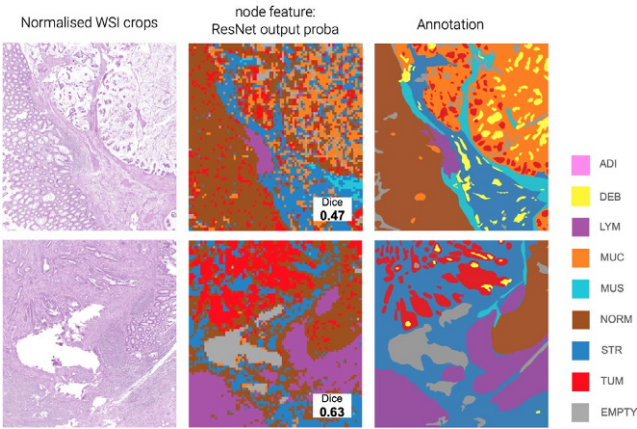 Normalised WSI crops
node feature:
ResNet output proba
Annotation
Dice
0.47
Dice
0.63
ADI
DEB
LYM
MUC
MUS
NORM
STR
TUM
EMPTY